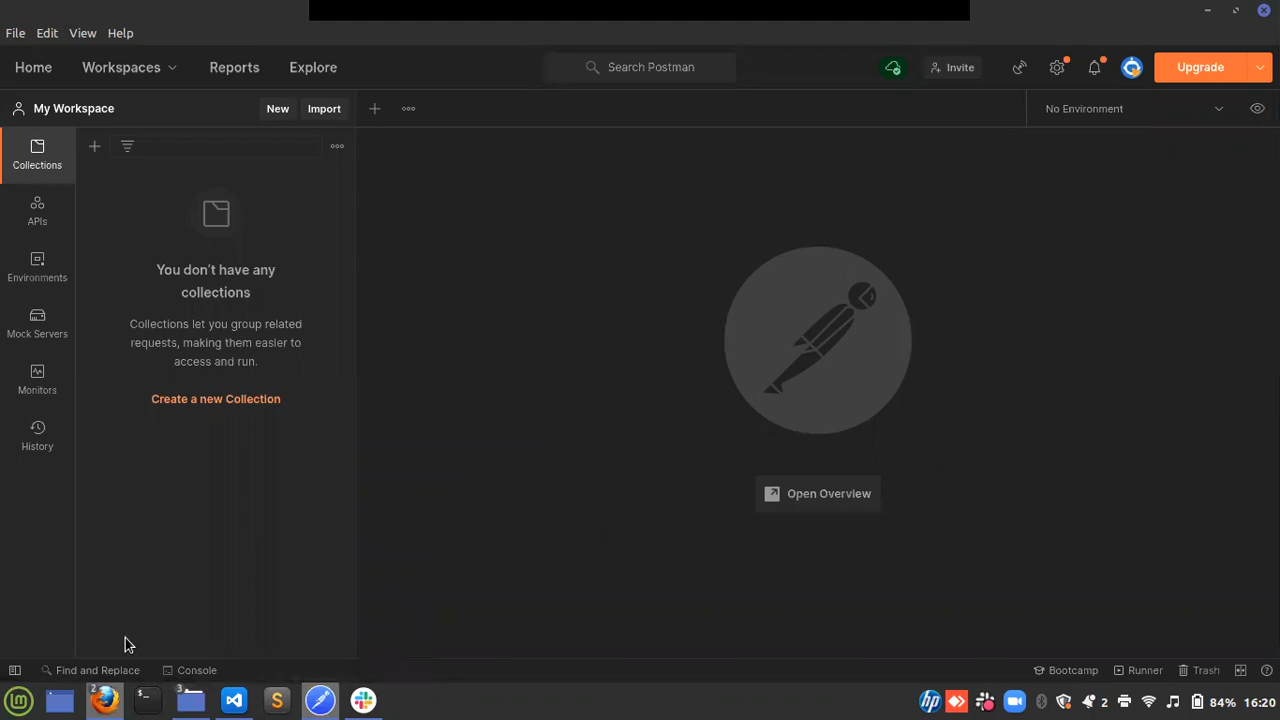 File Edit View Help
Home Workspaces Reports Explore Search Postman Invite Upgrade
My Workspace New Import No Environment
Collections
APIs
Environments
Mock Servers
Monitors
History
You don't have any
collections
Collections let you group related
requests, making them easier to
access and run.
Create a new Collection
Open Overview
Find and Replace Console Bootcamp Runner Trash
2 3 2 84% 16:20